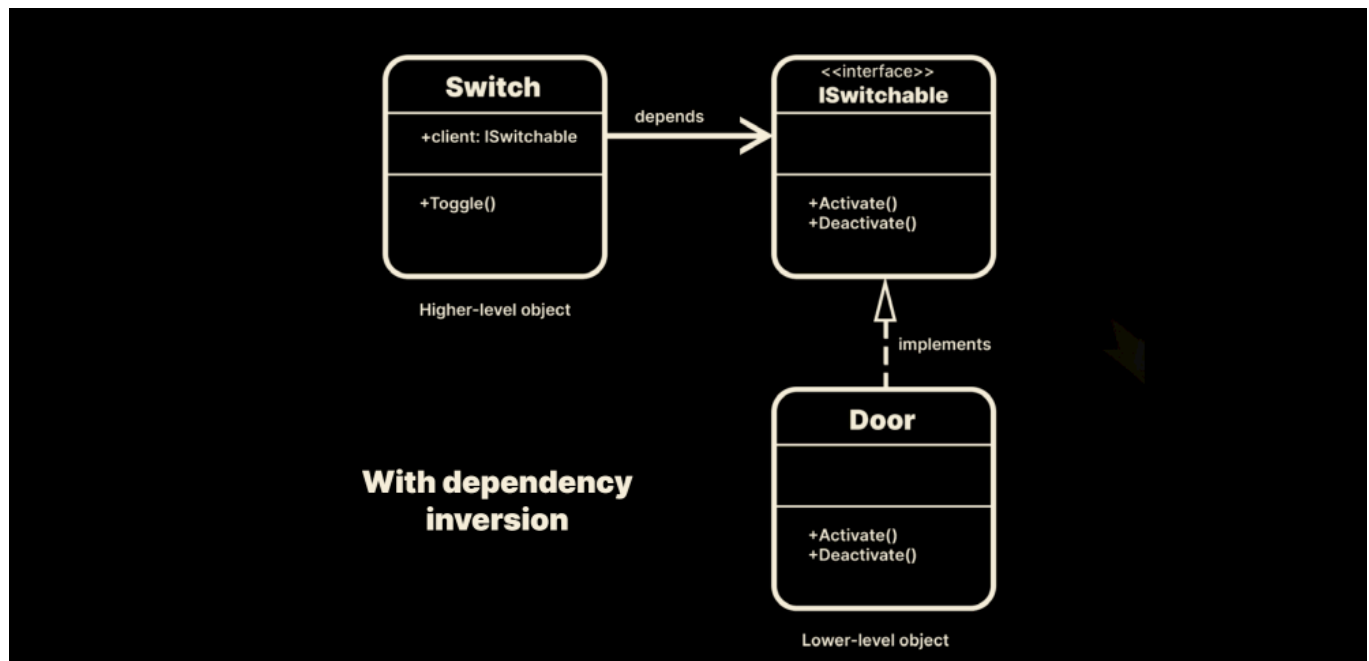 Switch
+client: ISwitchable
+Toggle()
Higher-level object
depends
<<interface>>
ISwitchable
+Activate()
+Deactivate()
implements
Door
+Activate()
+Deactivate()
Lower-level object
With dependency
inversion